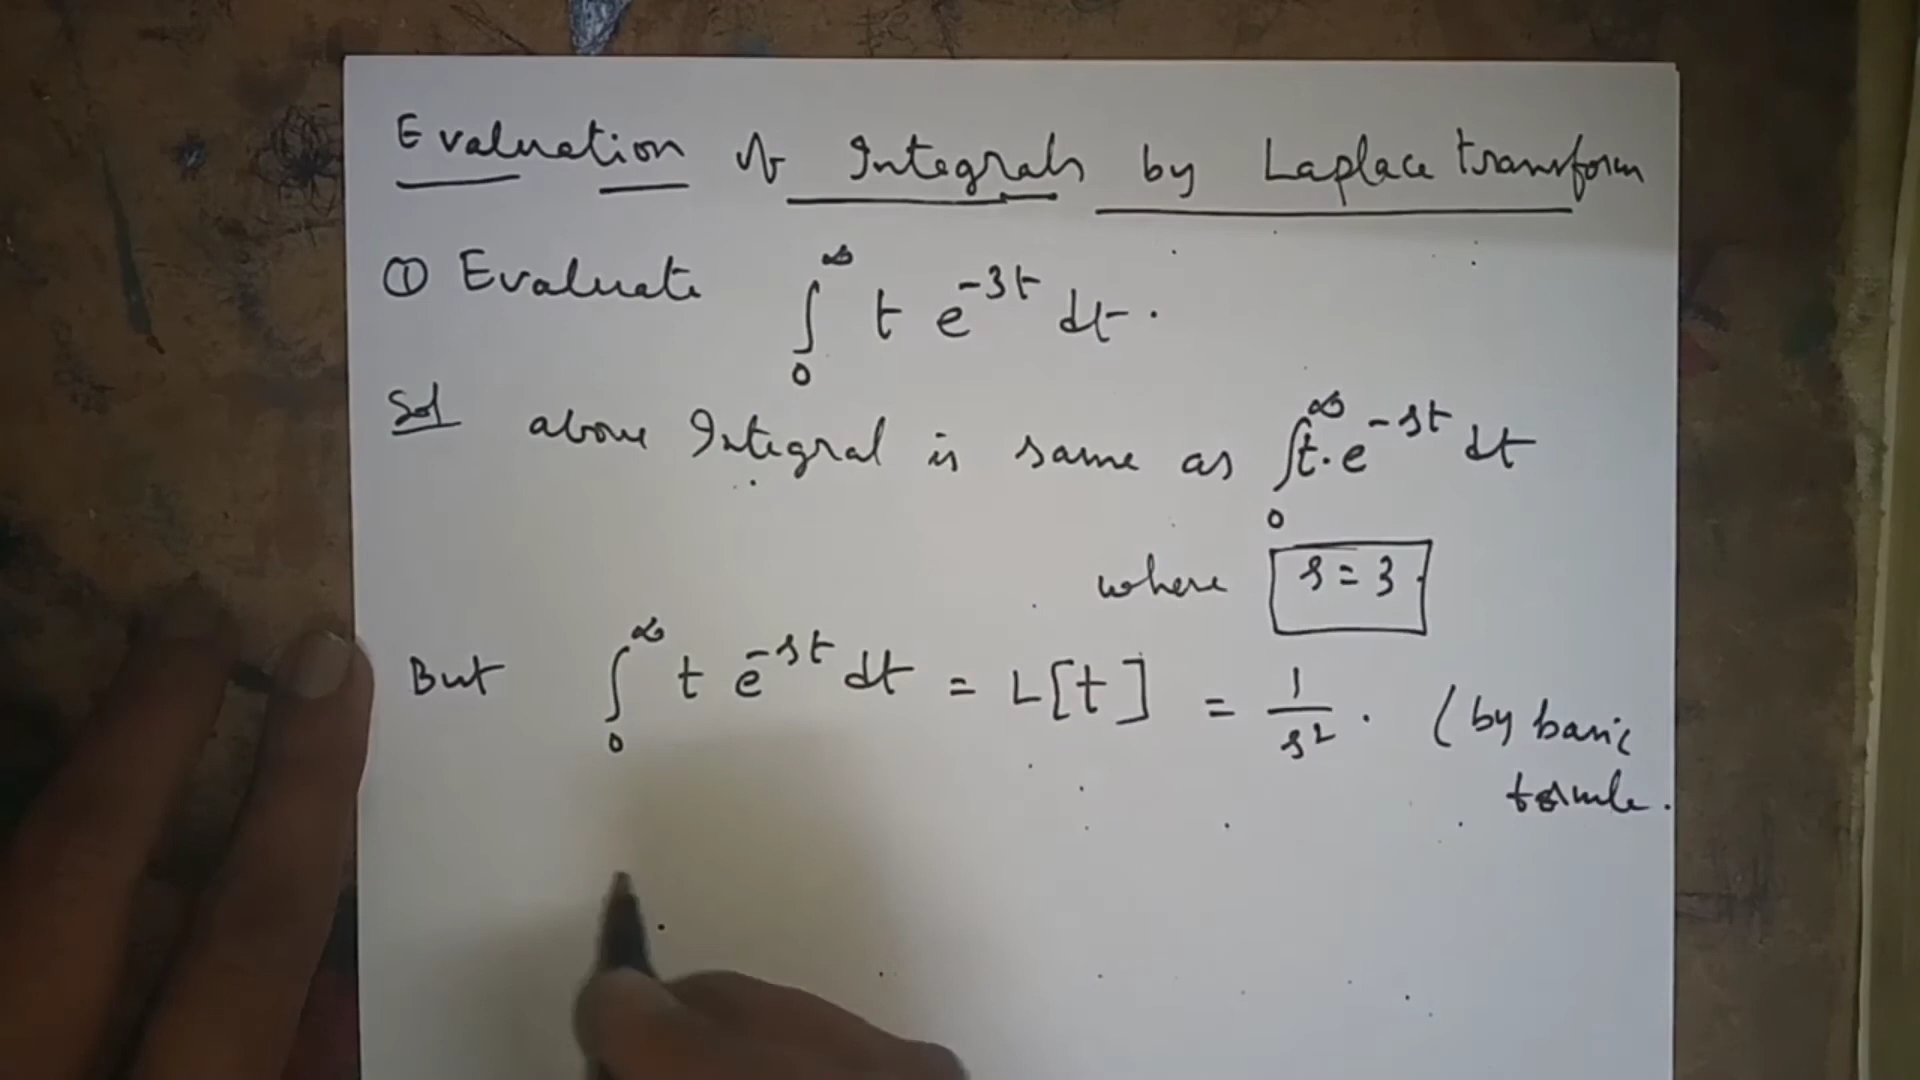 Evaluation of Integrals by Laplace transform
① Evaluate ∫₀^∞ t e^{-3t} dt.
Sol above Integral is same as ∫₀^∞ t.e^{-st} dt
where s = 3.
But ∫₀^∞ t e^{-st} dt = L[t] = 1/s². (by basic
formula.